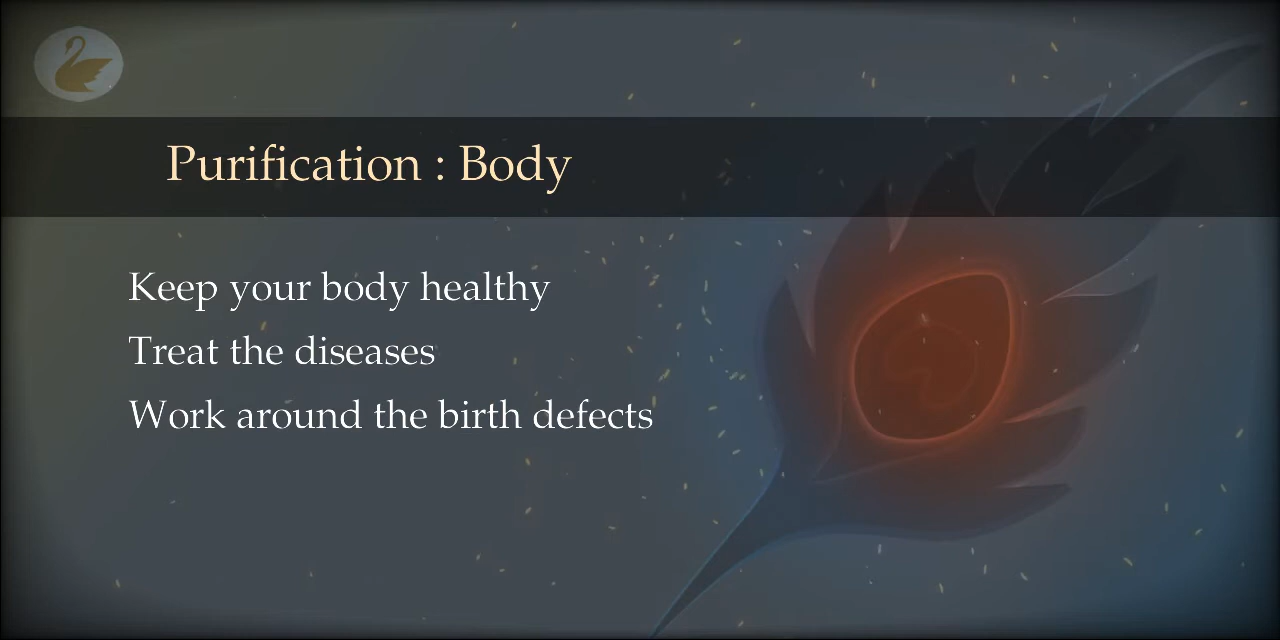 Purification : Body
Keep your body healthy
Treat the diseases
Work around the birth defects